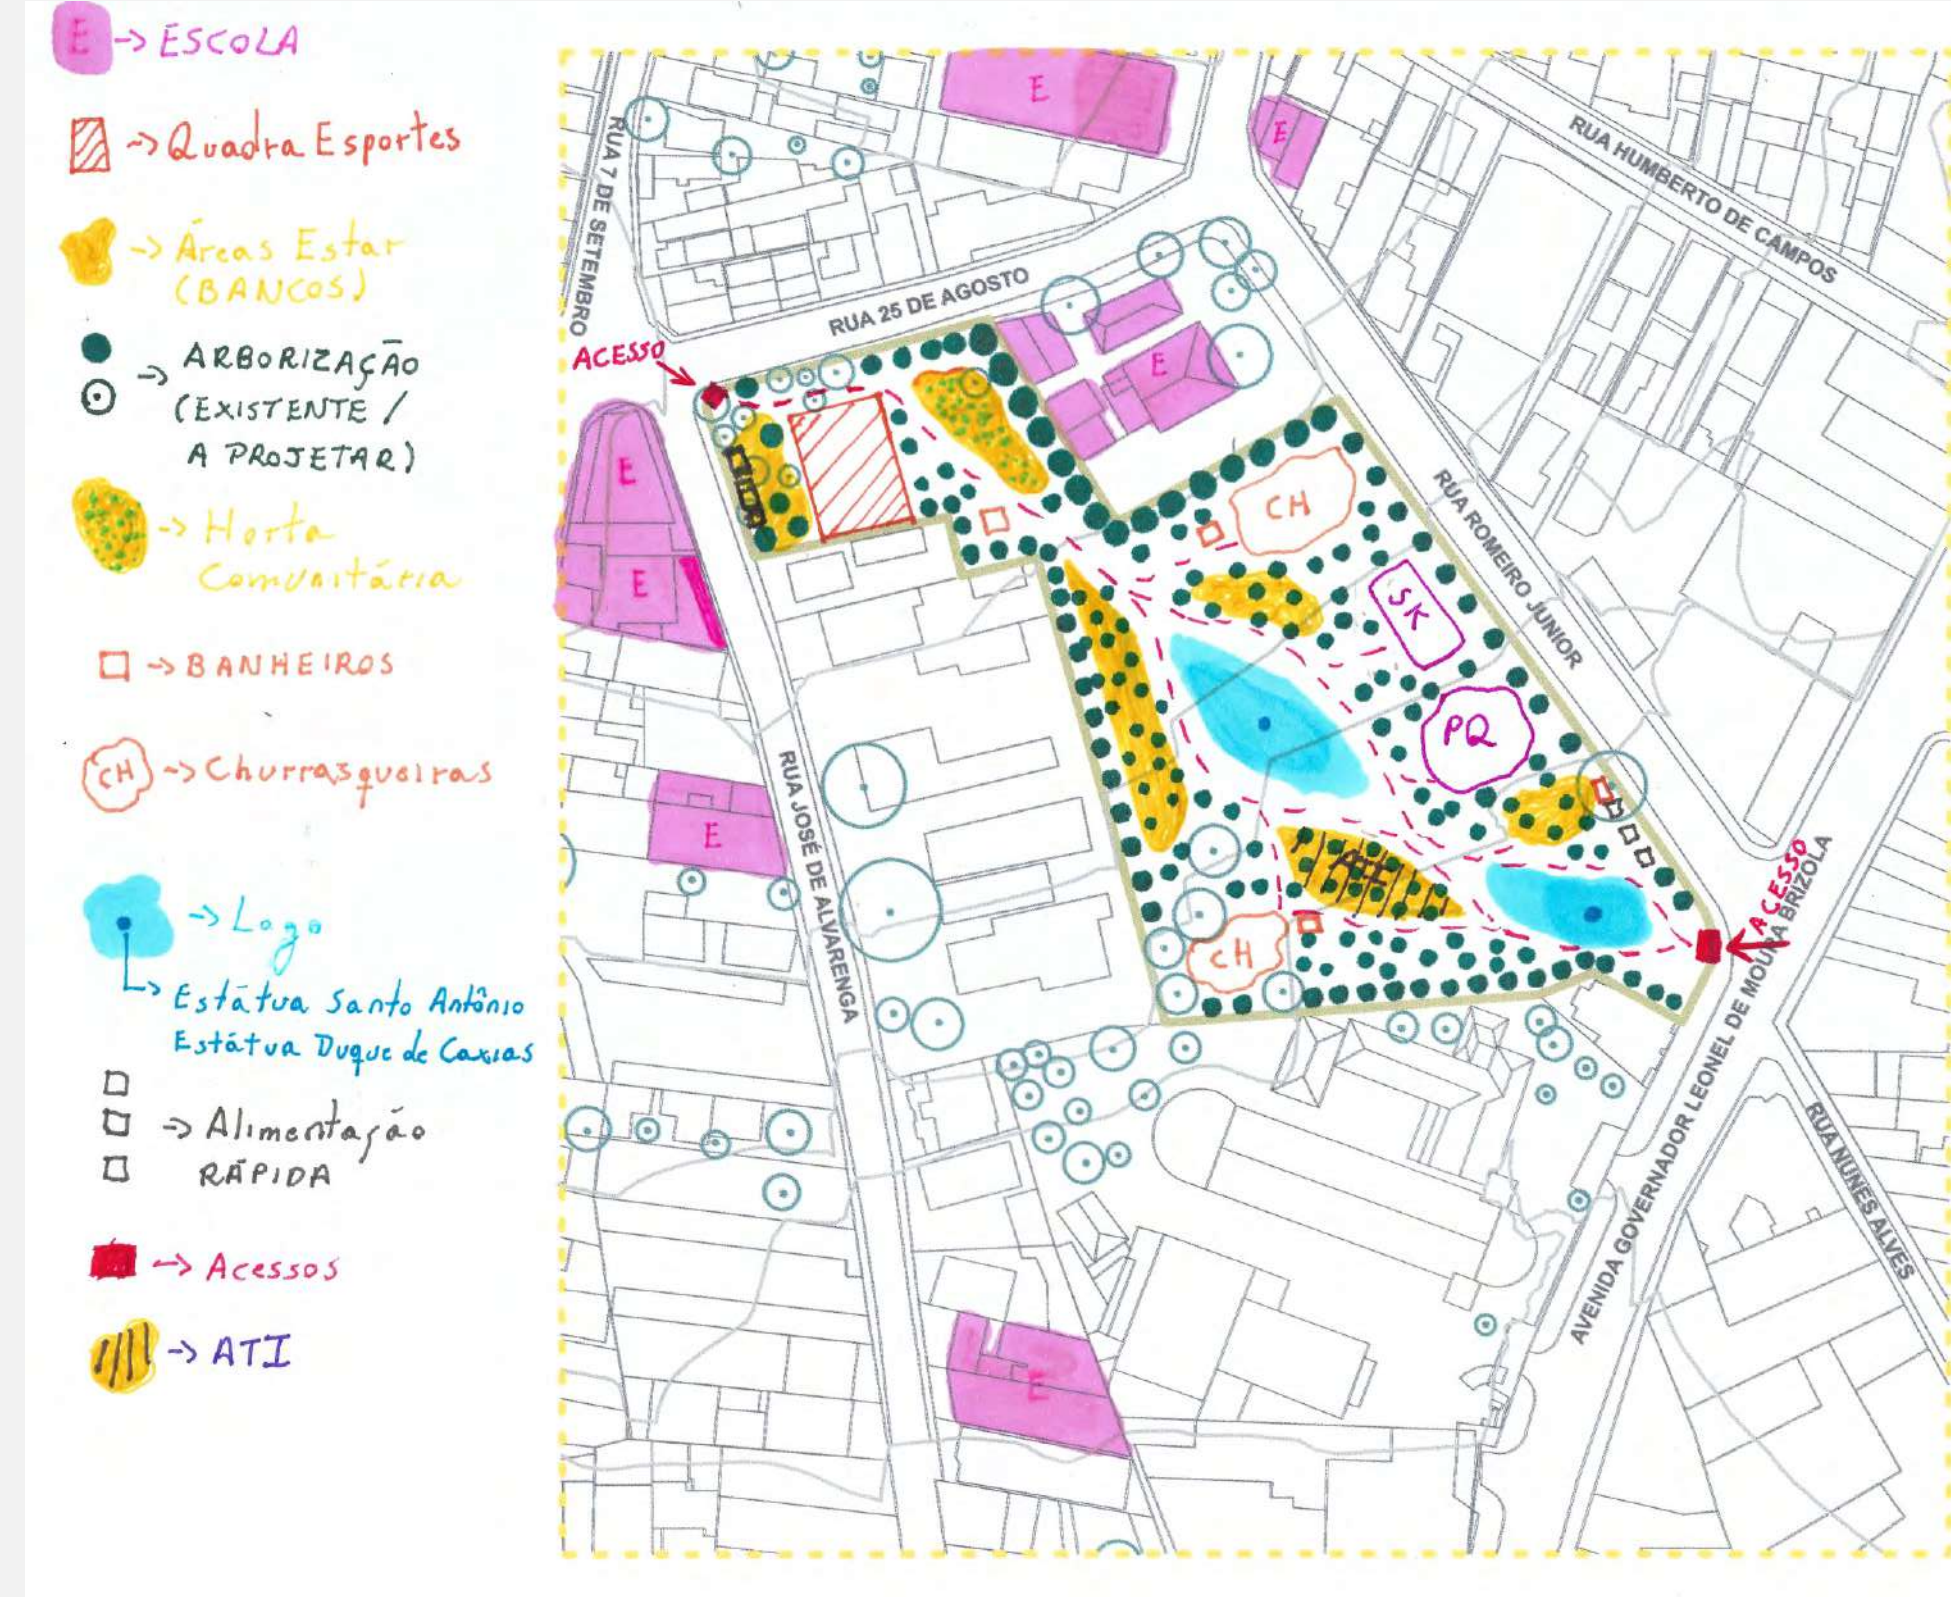 E -> ESCOLA
-> Quadra Esportes
-> Áreas Estar
(BANCOS)
-> ARBORIZAÇÃO
(EXISTENTE /
A PROJETAR)
-> Horta
Comunitária
-> BANHEIROS
CH -> Churrasqueiras
-> Lago
-> Estátua Santo Antônio
Estátua Duque de Caxias
-> Alimentação
RÁPIDA
-> Acessos
-> ATI
E
E
RUA 7 DE SETEMBRO
RUA HUMBERTO DE CAMPOS
RUA 25 DE AGOSTO
ACESSO
E
E
CH
RUA ROMEIRO JUNIOR
E
SK
PQ
RUA JOSÉ DE ALVARENGA
E
ACESSO
CH
AVENIDA GOVERNADOR LEONEL DE MOURA BRIZOLA
RUA NUNES ALVES
E